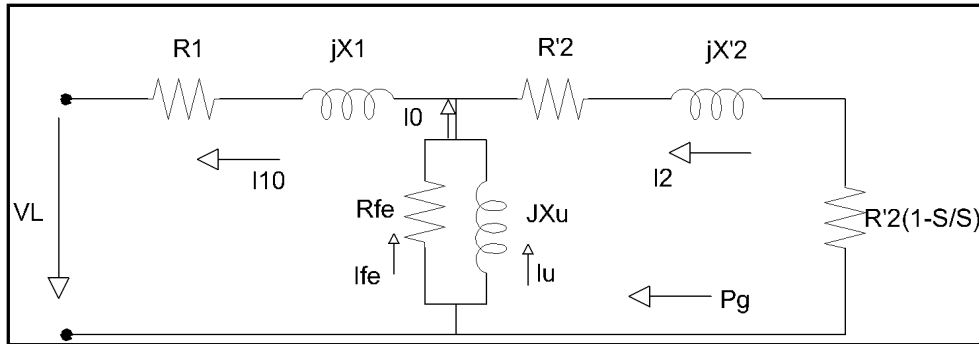 R1
jX1
R'2
jX'2
I0
I10
I2
VL
Rfe
JXu
R'2(1-S/S)
Ife
Iu
Pg